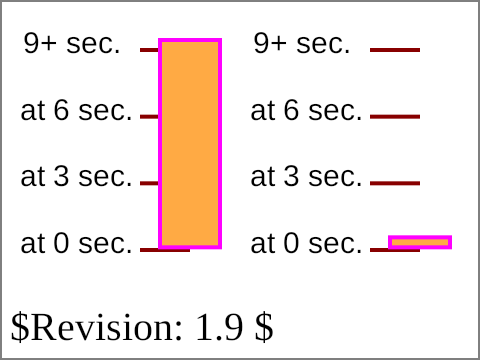 9+ sec. 9+ sec.
at 6 sec. at 6 sec.
at 3 sec. at 3 sec.
at 0 sec. at 0 sec.
$Revision: 1.9 $